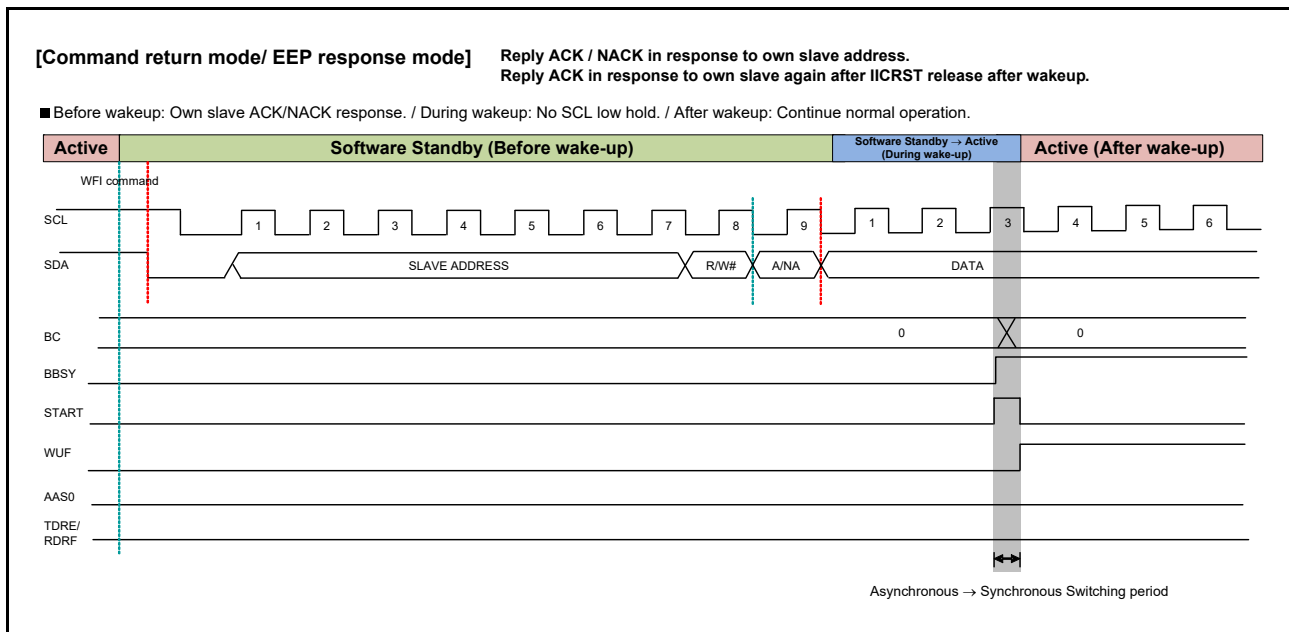 [Command return mode/ EEP response mode] Reply ACK / NACK in response to own slave address.
Reply ACK in response to own slave again after IICRST release after wakeup.
■ Before wakeup: Own slave ACK/NACK response. / During wakeup: No SCL low hold. / After wakeup: Continue normal operation.
Active Software Standby (Before wake-up) Software Standby → Active Active (After wake-up)
(During wake-up)
WFI command
SCL 1 2 3 4 5 6 7 8 9 1 2 3 4 5 6
SDA SLAVE ADDRESS R/W# A/NA DATA
BC 0 0
BBSY
START
WUF
AAS0
TDRE/
RDRF
Asynchronous → Synchronous Switching period